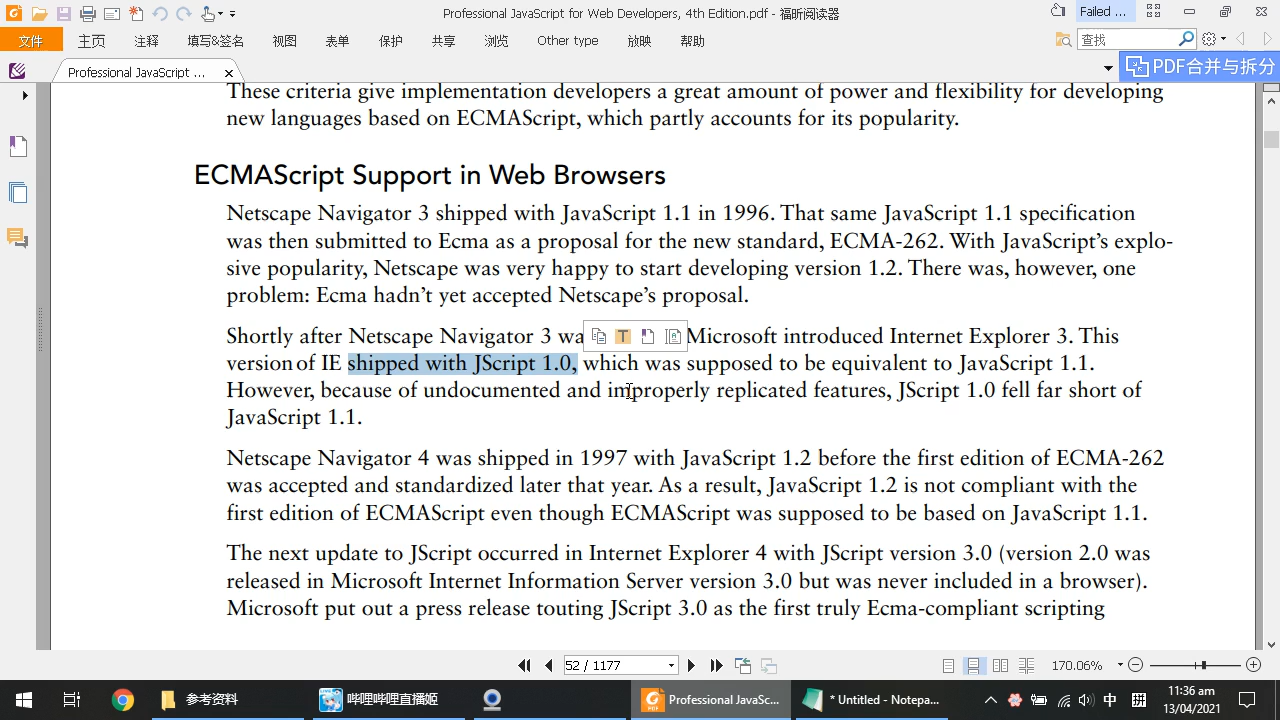 Professional JavaScript for Web Developers, 4th Edition.pdf - 福昕阅读器
Failed ...
文件 主页 注释 填写&签名 视图 表单 保护 共享 浏览 Other type 放映 帮助
查找
Professional JavaScript ...
PDF合并与拆分
These criteria give implementation developers a great amount of power and flexibility for developing
new languages based on ECMAScript, which partly accounts for its popularity.
ECMAScript Support in Web Browsers
Netscape Navigator 3 shipped with JavaScript 1.1 in 1996. That same JavaScript 1.1 specification
was then submitted to Ecma as a proposal for the new standard, ECMA-262. With JavaScript’s explo-
sive popularity, Netscape was very happy to start developing version 1.2. There was, however, one
problem: Ecma hadn’t yet accepted Netscape’s proposal.
Shortly after Netscape Navigator 3 wa Microsoft introduced Internet Explorer 3. This
version of IE shipped with JScript 1.0, which was supposed to be equivalent to JavaScript 1.1.
However, because of undocumented and improperly replicated features, JScript 1.0 fell far short of
JavaScript 1.1.
Netscape Navigator 4 was shipped in 1997 with JavaScript 1.2 before the first edition of ECMA-262
was accepted and standardized later that year. As a result, JavaScript 1.2 is not compliant with the
first edition of ECMAScript even though ECMAScript was supposed to be based on JavaScript 1.1.
The next update to JScript occurred in Internet Explorer 4 with JScript version 3.0 (version 2.0 was
released in Microsoft Internet Information Server version 3.0 but was never included in a browser).
Microsoft put out a press release touting JScript 3.0 as the first truly Ecma-compliant scripting
52 / 1177
170.06%
参考资料
哔哩哔哩直播姬
Professional JavaSc...
* Untitled - Notepa...
中
拼
11:36 am
13/04/2021